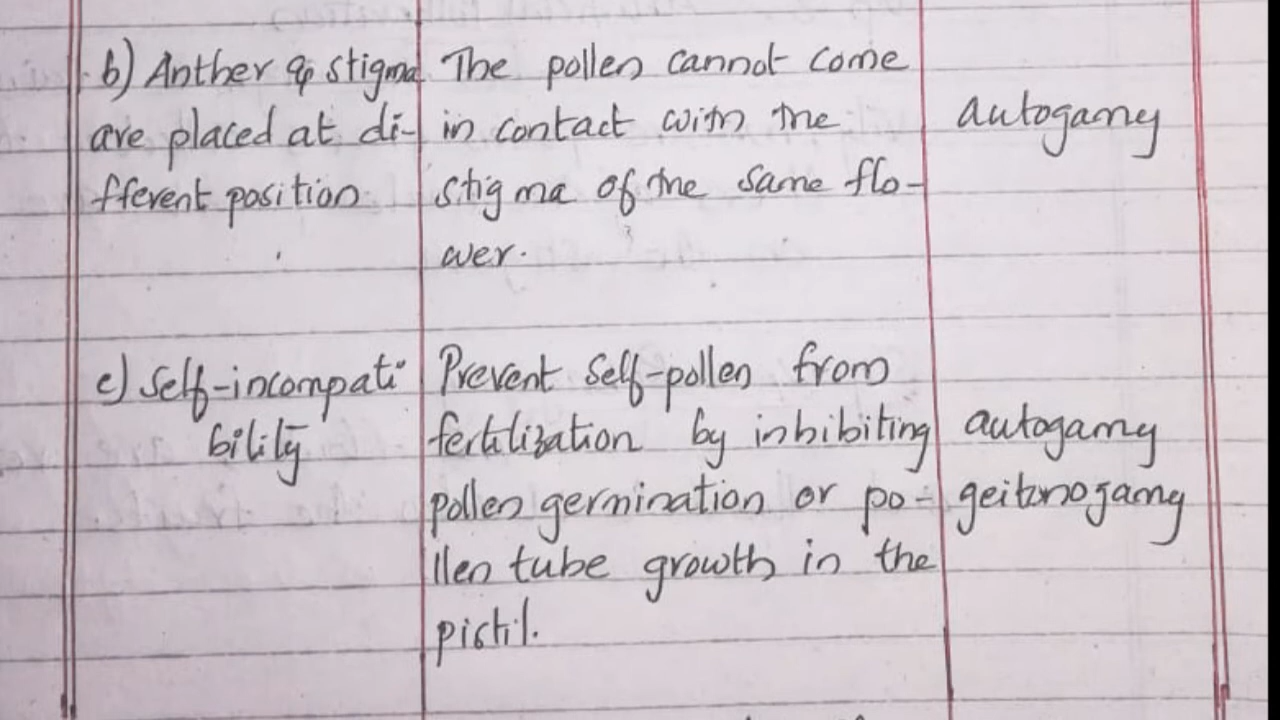 b) Anther & stigma
are placed at di-
fferent position
The pollen cannot come
in contact with the
stigma of the same flo-
wer.
autogamy
c) Self-incompati
bility
Prevent self-pollen from
fertilization by inhibiting
pollen germination or po-
llen tube growth in the
pistil.
autogamy
geitonogamy